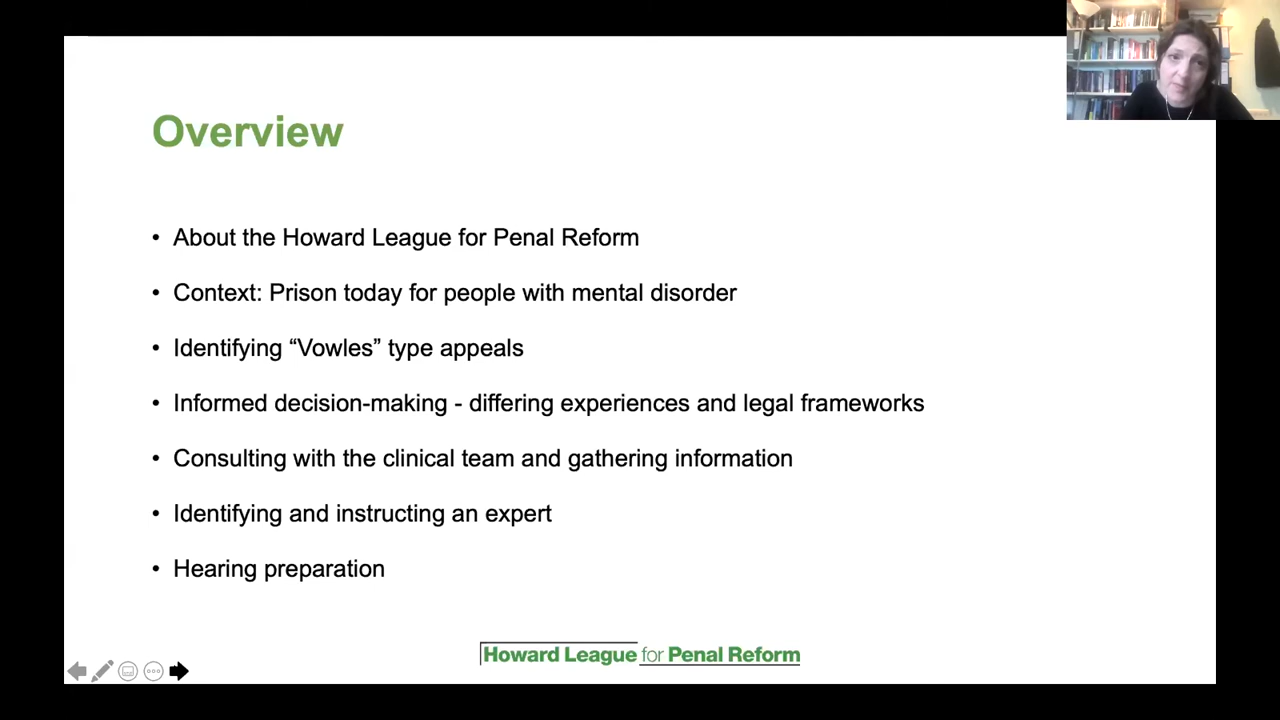 Overview
• About the Howard League for Penal Reform
• Context: Prison today for people with mental disorder
• Identifying “Vowles” type appeals
• Informed decision-making - differing experiences and legal frameworks
• Consulting with the clinical team and gathering information
• Identifying and instructing an expert
• Hearing preparation
Howard League for Penal Reform